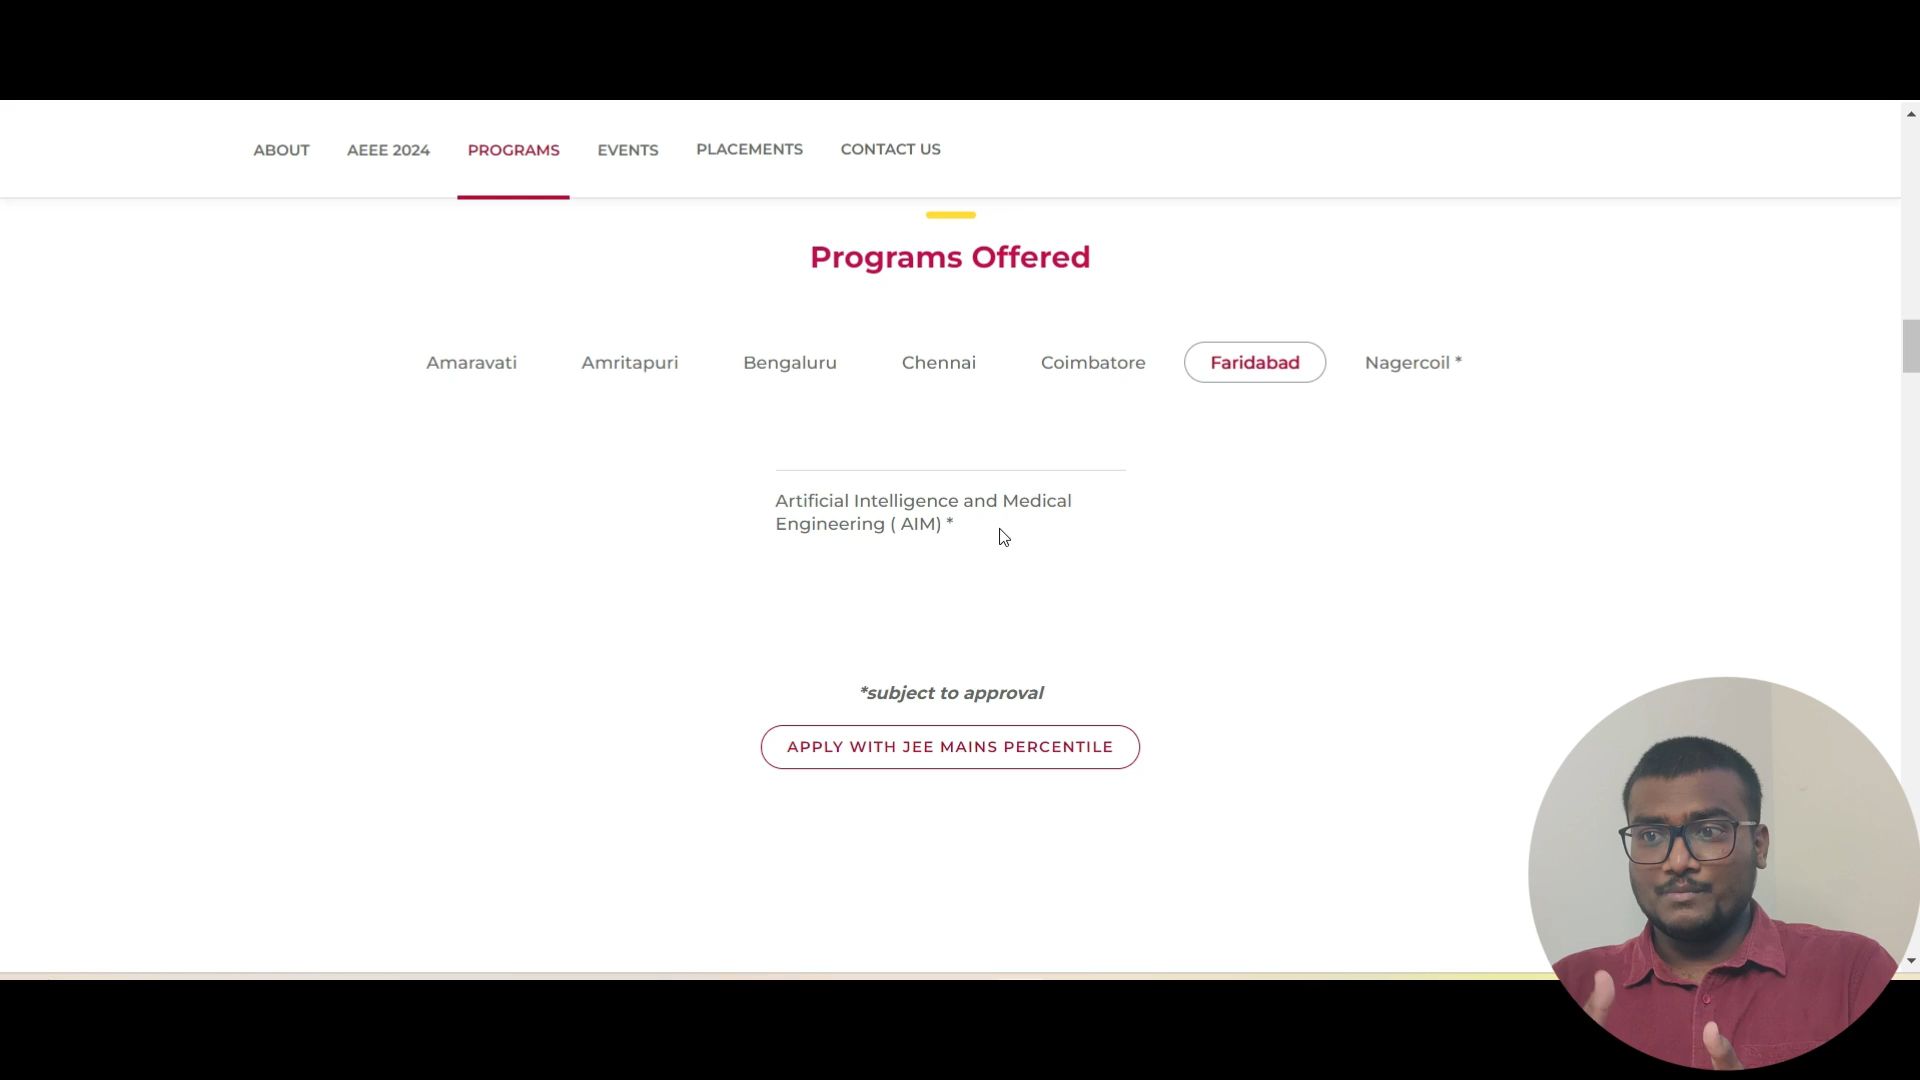 ABOUT AEEE 2024 PROGRAMS EVENTS PLACEMENTS CONTACT US
Programs Offered
Amaravati Amritapuri Bengaluru Chennai Coimbatore Faridabad Nagercoil *
Artificial Intelligence and Medical
Engineering ( AIM) *
*subject to approval
APPLY WITH JEE MAINS PERCENTILE